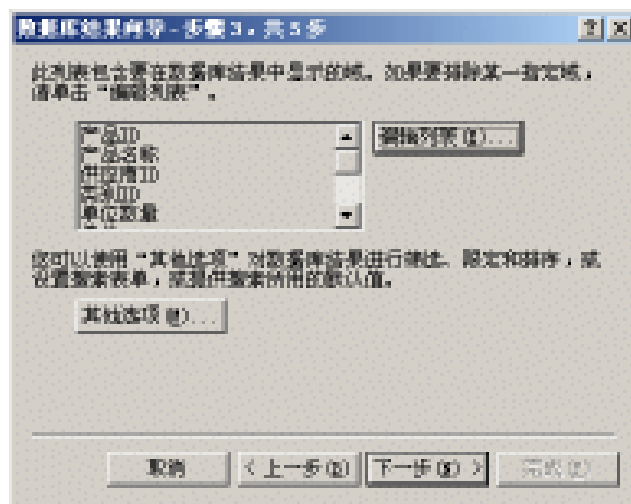 数据库结果向导 - 步骤 3，共 5 步
此列表包含要在数据库结果中显示的域。如果要排除某一指定域，
请单击“编辑列表”。
产品ID
产品名称
供应商ID
类别ID
单位数量
编辑列表(L)...
您可以使用“其他选项”对数据库结果进行筛选、限定和排序，或
设置搜索表单，或提供搜索所用的默认值。
其他选项...
取消
< 上一步(B)
下一步(N) >
完成(F)